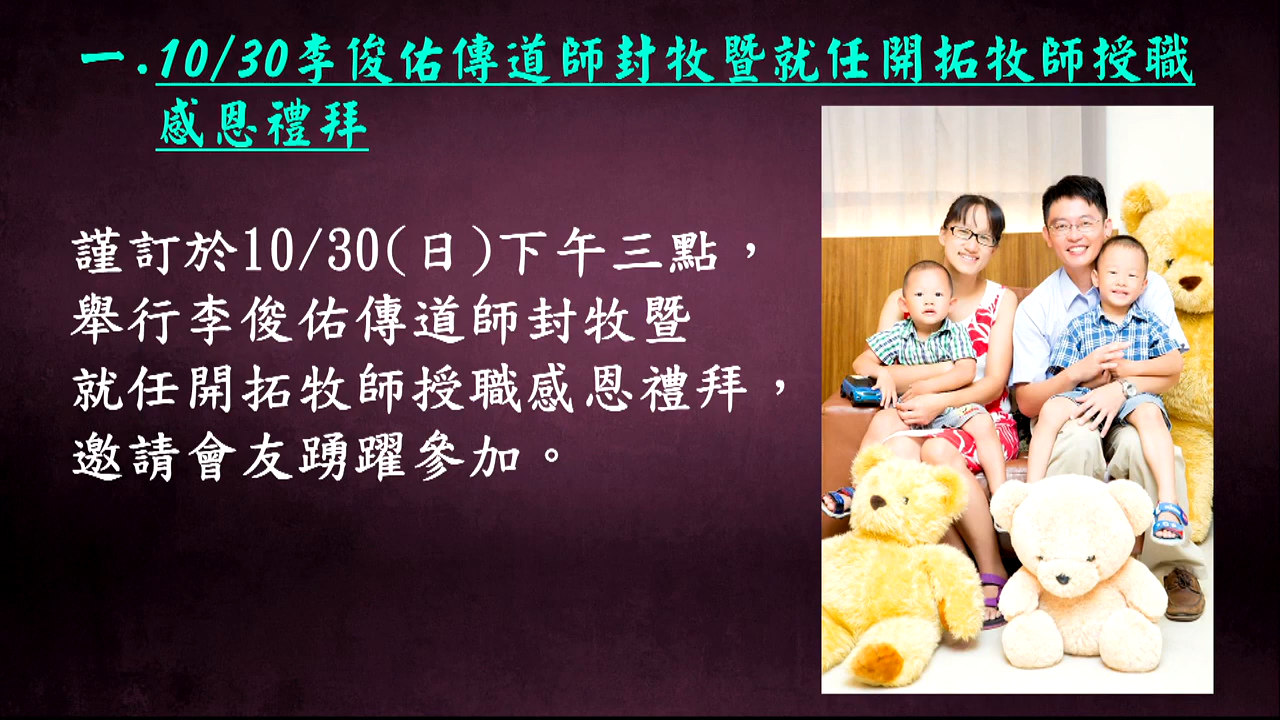 一.10/30李俊佑傳道師封牧暨就任開拓牧師授職
感恩禮拜
謹訂於10/30(日)下午三點，
舉行李俊佑傳道師封牧暨
就任開拓牧師授職感恩禮拜，
邀請會友踴躍參加。